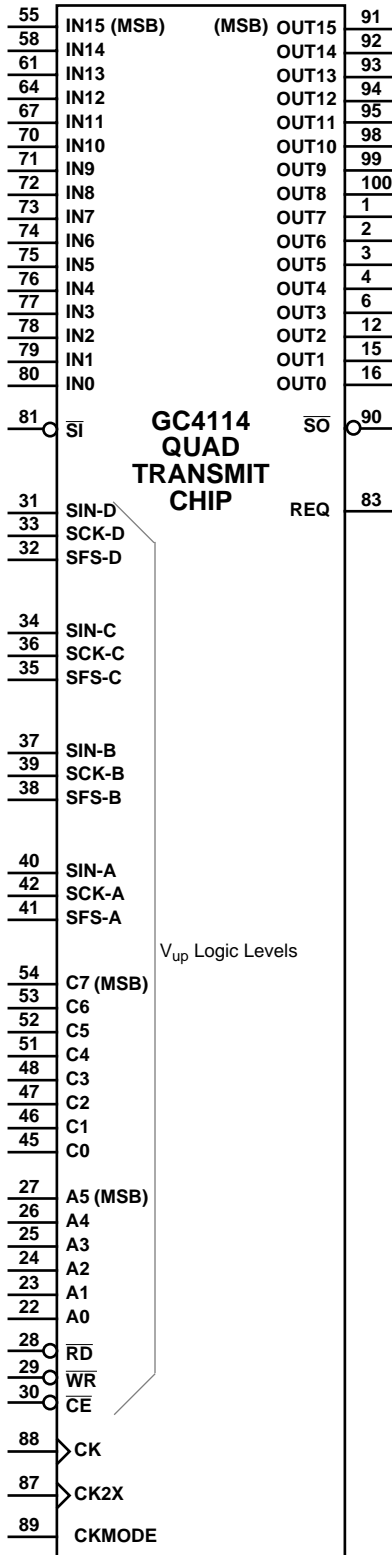 55 IN15 (MSB) (MSB) OUT15 91
58 IN14 OUT14 92
61 IN13 OUT13 93
64 IN12 OUT12 94
67 IN11 OUT11 95
70 IN10 OUT10 98
71 IN9 OUT9 99
72 IN8 OUT8 100
73 IN7 OUT7 1
74 IN6 OUT6 2
75 IN5 OUT5 3
76 IN4 OUT4 4
77 IN3 OUT3 6
78 IN2 OUT2 12
79 IN1 OUT1 15
80 IN0 OUT0 16
81 SI GC4114 SO 90
QUAD
TRANSMIT
CHIP
31 SIN-D REQ 83
33 SCK-D
32 SFS-D
34 SIN-C
36 SCK-C
35 SFS-C
37 SIN-B
39 SCK-B
38 SFS-B
40 SIN-A
42 SCK-A
41 SFS-A
Vup Logic Levels
54 C7 (MSB)
53 C6
52 C5
51 C4
48 C3
47 C2
46 C1
45 C0
27 A5 (MSB)
26 A4
25 A3
24 A2
23 A1
22 A0
28 RD
29 WR
30 CE
88 CK
87 CK2X
89 CKMODE